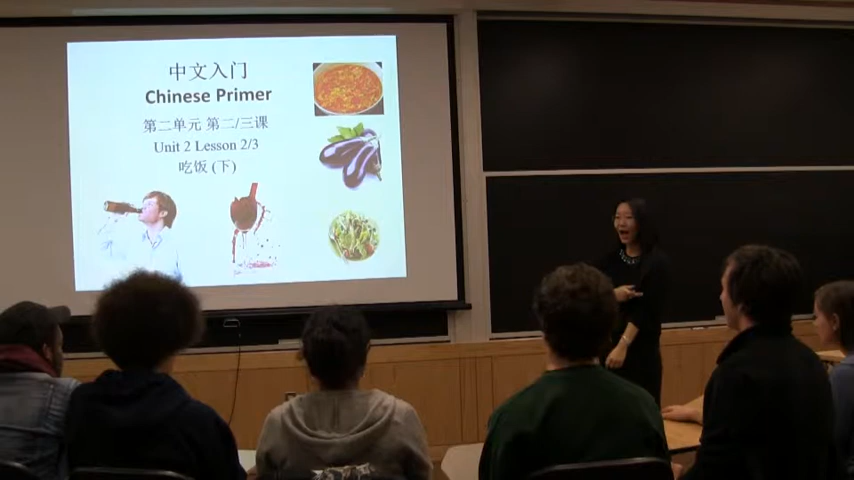 中文入门
Chinese Primer
第二单元 第二/三课
Unit 2 Lesson 2/3
吃饭 (下)